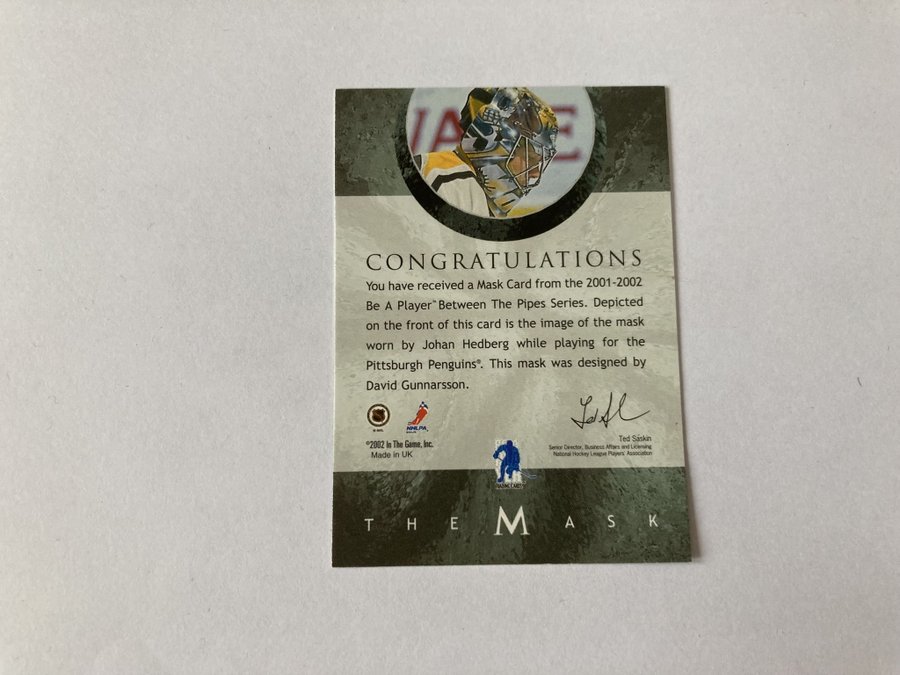 WA E
CONGRATULATIONS
You have received a Mask Card from the 2001-2002
Be A Player™ Between The Pipes Series. Depicted
on the front of this card is the image of the mask
worn by Johan Hedberg while playing for the
Pittsburgh Penguins®. This mask was designed by
David Gunnarsson.
NHLPA
©2002 In The Game, Inc.
Made in UK
Ted Saskin
Senior Director, Business Affairs and Licensing
National Hockey League Players' Association
THE MASK